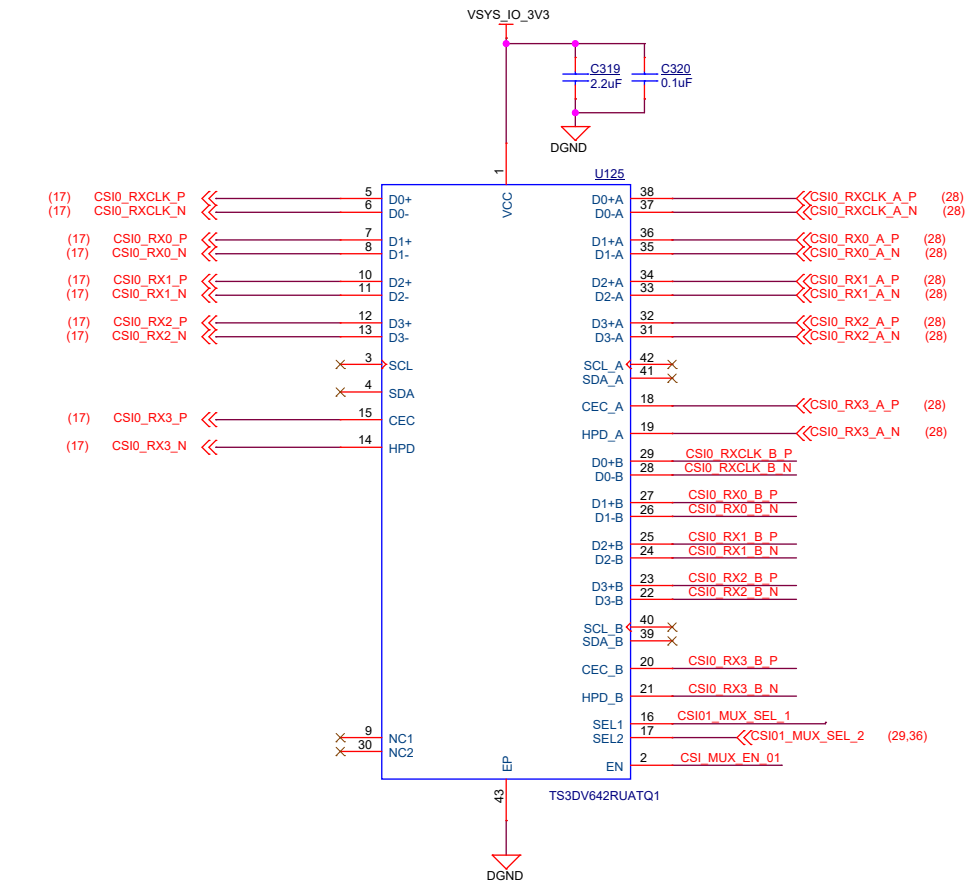 VSYS_IO_3V3
C319
2.2uF
C320
0.1uF
DGND
1
U125
VCC
(17) CSI0_RXCLK_P 5 D0+ D0+A 38 CSI0_RXCLK_A_P (28)
(17) CSI0_RXCLK_N 6 D0- D0-A 37 CSI0_RXCLK_A_N (28)
(17) CSI0_RX0_P 7 D1+ D1+A 36 CSI0_RX0_A_P (28)
(17) CSI0_RX0_N 8 D1- D1-A 35 CSI0_RX0_A_N (28)
(17) CSI0_RX1_P 10 D2+ D2+A 34 CSI0_RX1_A_P (28)
(17) CSI0_RX1_N 11 D2- D2-A 33 CSI0_RX1_A_N (28)
(17) CSI0_RX2_P 12 D3+ D3+A 32 CSI0_RX2_A_P (28)
(17) CSI0_RX2_N 13 D3- D3-A 31 CSI0_RX2_A_N (28)
3 SCL SCL_A 42
SDA_A 41
4 SDA
CEC_A 18 CSI0_RX3_A_P (28)
(17) CSI0_RX3_P 15 CEC
HPD_A 19 CSI0_RX3_A_N (28)
(17) CSI0_RX3_N 14 HPD
D0+B 29 CSI0_RXCLK_B_P
D0-B 28 CSI0_RXCLK_B_N
D1+B 27 CSI0_RX0_B_P
D1-B 26 CSI0_RX0_B_N
D2+B 25 CSI0_RX1_B_P
D2-B 24 CSI0_RX1_B_N
D3+B 23 CSI0_RX2_B_P
D3-B 22 CSI0_RX2_B_N
SCL_B 40
SDA_B 39
CEC_B 20 CSI0_RX3_B_P
HPD_B 21 CSI0_RX3_B_N
SEL1 16 CSI01_MUX_SEL_1
9 NC1 SEL2 17 CSI01_MUX_SEL_2 (29,36)
30 NC2
EN 2 CSI_MUX_EN_01
EP
43
TS3DV642RUATQ1
DGND